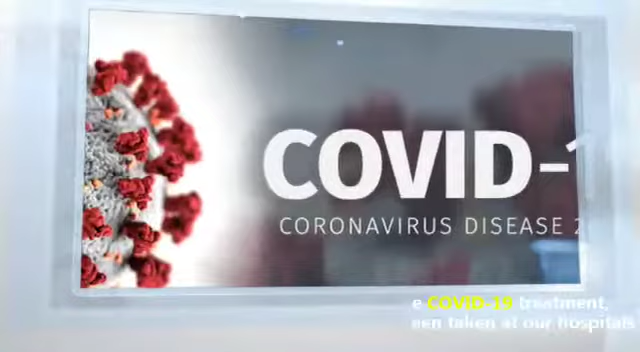 COVID-1
CORONAVIRUS DISEASE 2
e COVID-19 treatment,
een taken at our hospitals